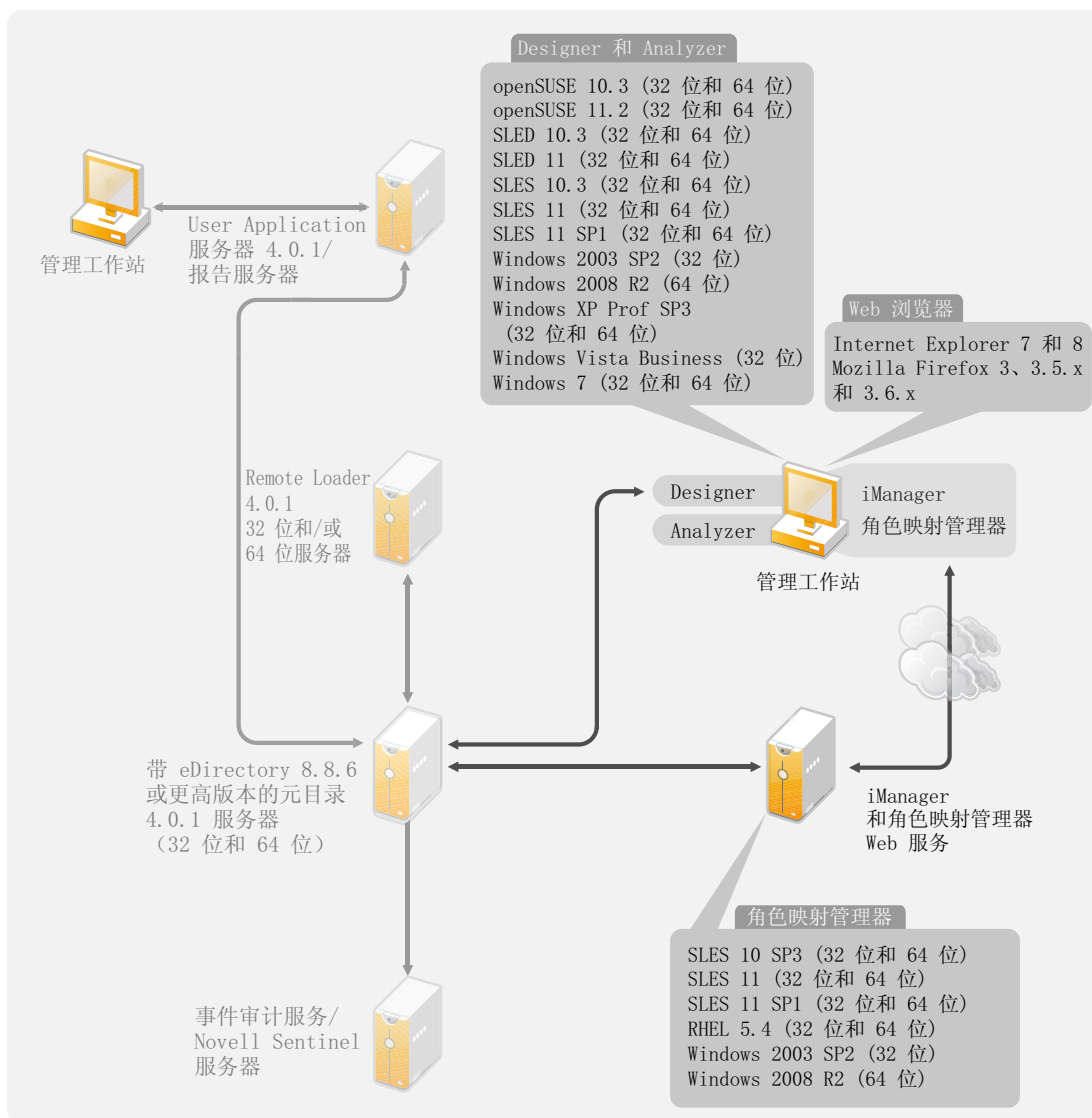 Designer 和 Analyzer
openSUSE 10.3 (32 位和 64 位)
openSUSE 11.2 (32 位和 64 位)
SLED 10.3 (32 位和 64 位)
SLED 11 (32 位和 64 位)
SLES 10.3 (32 位和 64 位)
SLES 11 (32 位和 64 位)
SLES 11 SP1 (32 位和 64 位)
Windows 2003 SP2 (32 位)
Windows 2008 R2 (64 位)
Windows XP Prof SP3
(32 位和 64 位)
Windows Vista Business (32 位)
Windows 7 (32 位和 64 位)
管理工作站
User Application
服务器 4.0.1/
报告服务器
Web 浏览器
Internet Explorer 7 和 8
Mozilla Firefox 3、3.5.x
和 3.6.x
Remote Loader
4.0.1
32 位和/或
64 位服务器
Designer
Analyzer
iManager
角色映射管理器
管理工作站
带 eDirectory 8.8.6
或更高版本的元目录
4.0.1 服务器
（32 位和 64 位）
iManager
和角色映射管理器
Web 服务
角色映射管理器
SLES 10 SP3 (32 位和 64 位)
SLES 11 (32 位和 64 位)
SLES 11 SP1 (32 位和 64 位)
RHEL 5.4 (32 位和 64 位)
Windows 2003 SP2 (32 位)
Windows 2008 R2 (64 位)
事件审计服务/
Novell Sentinel
服务器